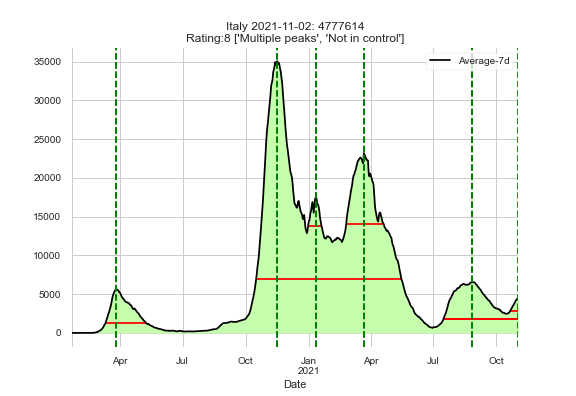 Italy 2021-11-02: 4777614
Rating:8 ['Multiple peaks', 'Not in control']
Average-7d
35000
30000
25000
20000
15000
10000
5000
0
Apr Jul Oct Jan Apr Jul Oct
2021
Date